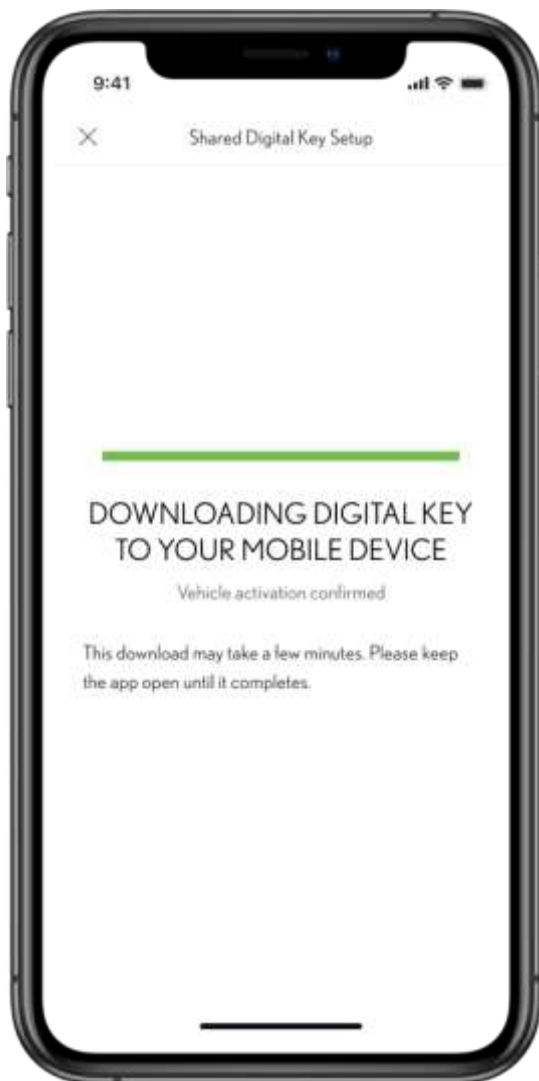 9:41
Shared Digital Key Setup
DOWNLOADING DIGITAL KEY
TO YOUR MOBILE DEVICE
Vehicle activation confirmed
This download may take a few minutes. Please keep
the app open until it completes.